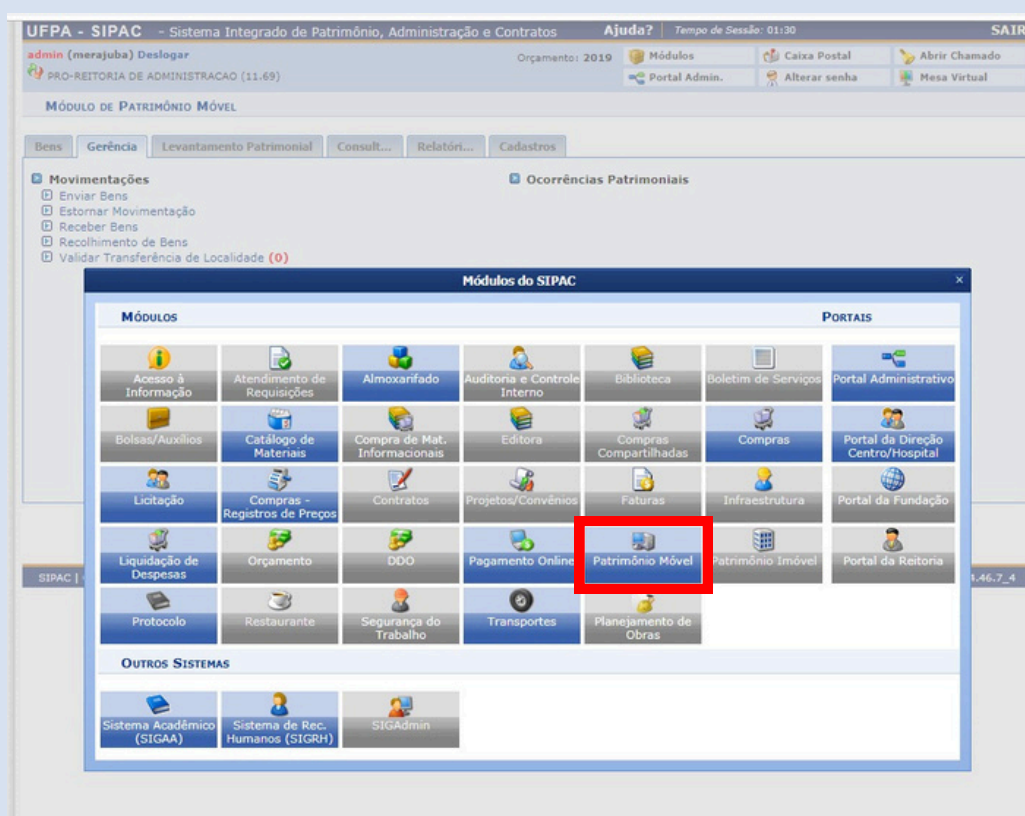 UFPA - SIPAC - Sistema Integrado de Patrimônio, Administração e Contratos Ajuda? Tempo de Sessão: 01:30 SAIR
admin (merajuba) Deslogar Orçamento: 2019 Módulos Caixa Postal Abrir Chamado
PRO-REITORIA DE ADMINISTRACAO (11.69) Portal Admin. Alterar senha Mesa Virtual
MÓDULO DE PATRIMÔNIO MÓVEL
Bens Gerência Levantamento Patrimonial Consult... Relatóri... Cadastros
Movimentações Ocorrências Patrimoniais
Enviar Bens
Estornar Movimentação
Receber Bens
Recolhimento de Bens
Validar Transferência de Localidade (0)
Módulos do SIPAC ×
MÓDULOS PORTAIS
Acesso à Informação
Atendimento de Requisições
Almoxarifado
Auditoria e Controle Interno
Biblioteca
Boletim de Serviços
Portal Administrativo
Bolsas/Auxílios
Catálogo de Materiais
Compra de Mat. Informacionais
Editora
Compras Compartilhadas
Compras
Portal da Direção Centro/Hospital
Licitação
Compras - Registros de Preços
Contratos
Projetos/Convênios
Faturas
Infraestrutura
Portal da Fundação
Liquidação de Despesas
Orçamento
DDO
Pagamento Online
Patrimônio Móvel
Patrimônio Imóvel
Portal da Reitoria
Protocolo
Restaurante
Segurança do Trabalho
Transportes
Planejamento de Obras
OUTROS SISTEMAS
Sistema Acadêmico (SIGAA)
Sistema de Rec. Humanos (SIGRH)
SIGAdmin
SIPAC | .46.7_4